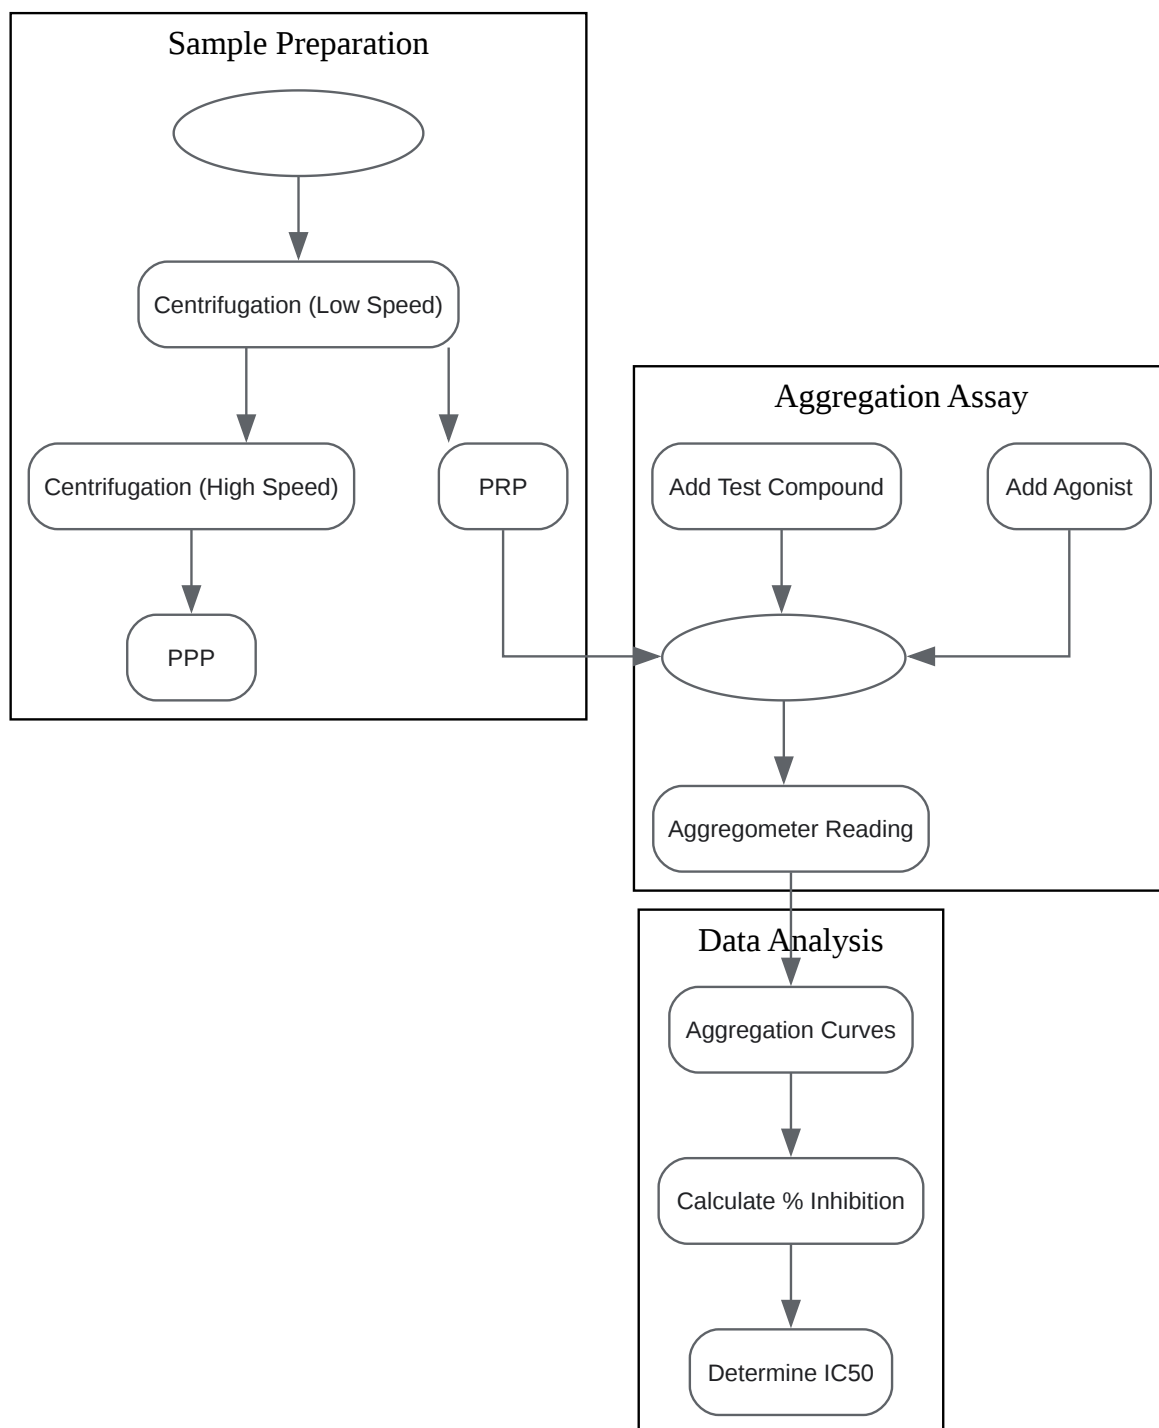 Sample Preparation
Centrifugation (Low Speed)
Centrifugation (High Speed)
PRP
PPP
Aggregation Assay
Add Test Compound
Add Agonist
Aggregometer Reading
Data Analysis
Aggregation Curves
Calculate % Inhibition
Determine IC50